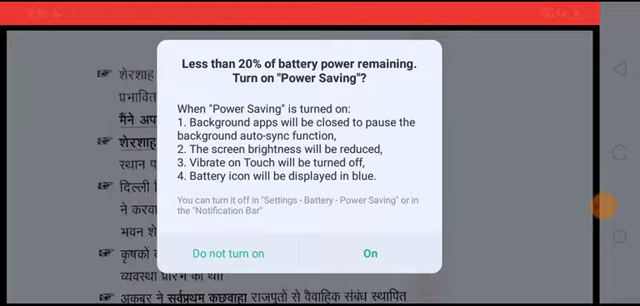 Less than 20% of battery power remaining.
Turn on "Power Saving"?
When "Power Saving" is turned on:
1. Background apps will be closed to pause the
background auto-sync function,
2. The screen brightness will be reduced,
3. Vibrate on Touch will be turned off,
4. Battery icon will be displayed in blue.
You can turn it off in "Settings - Battery - Power Saving" or in
the "Notification Bar"
Do not turn on
On
☞ शेरशाह
प्रभावित
मैंने अप
☞ शेरशाह
स्थान प
☞ दिल्ली
ने करवा
भवन शे
☞ कृषकों
व्यवस्था प्रारंभ की थी।
☞ अकबर ने सर्वप्रथम कछवाहा राजपूतों से वैवाहिक संबंध स्थापित